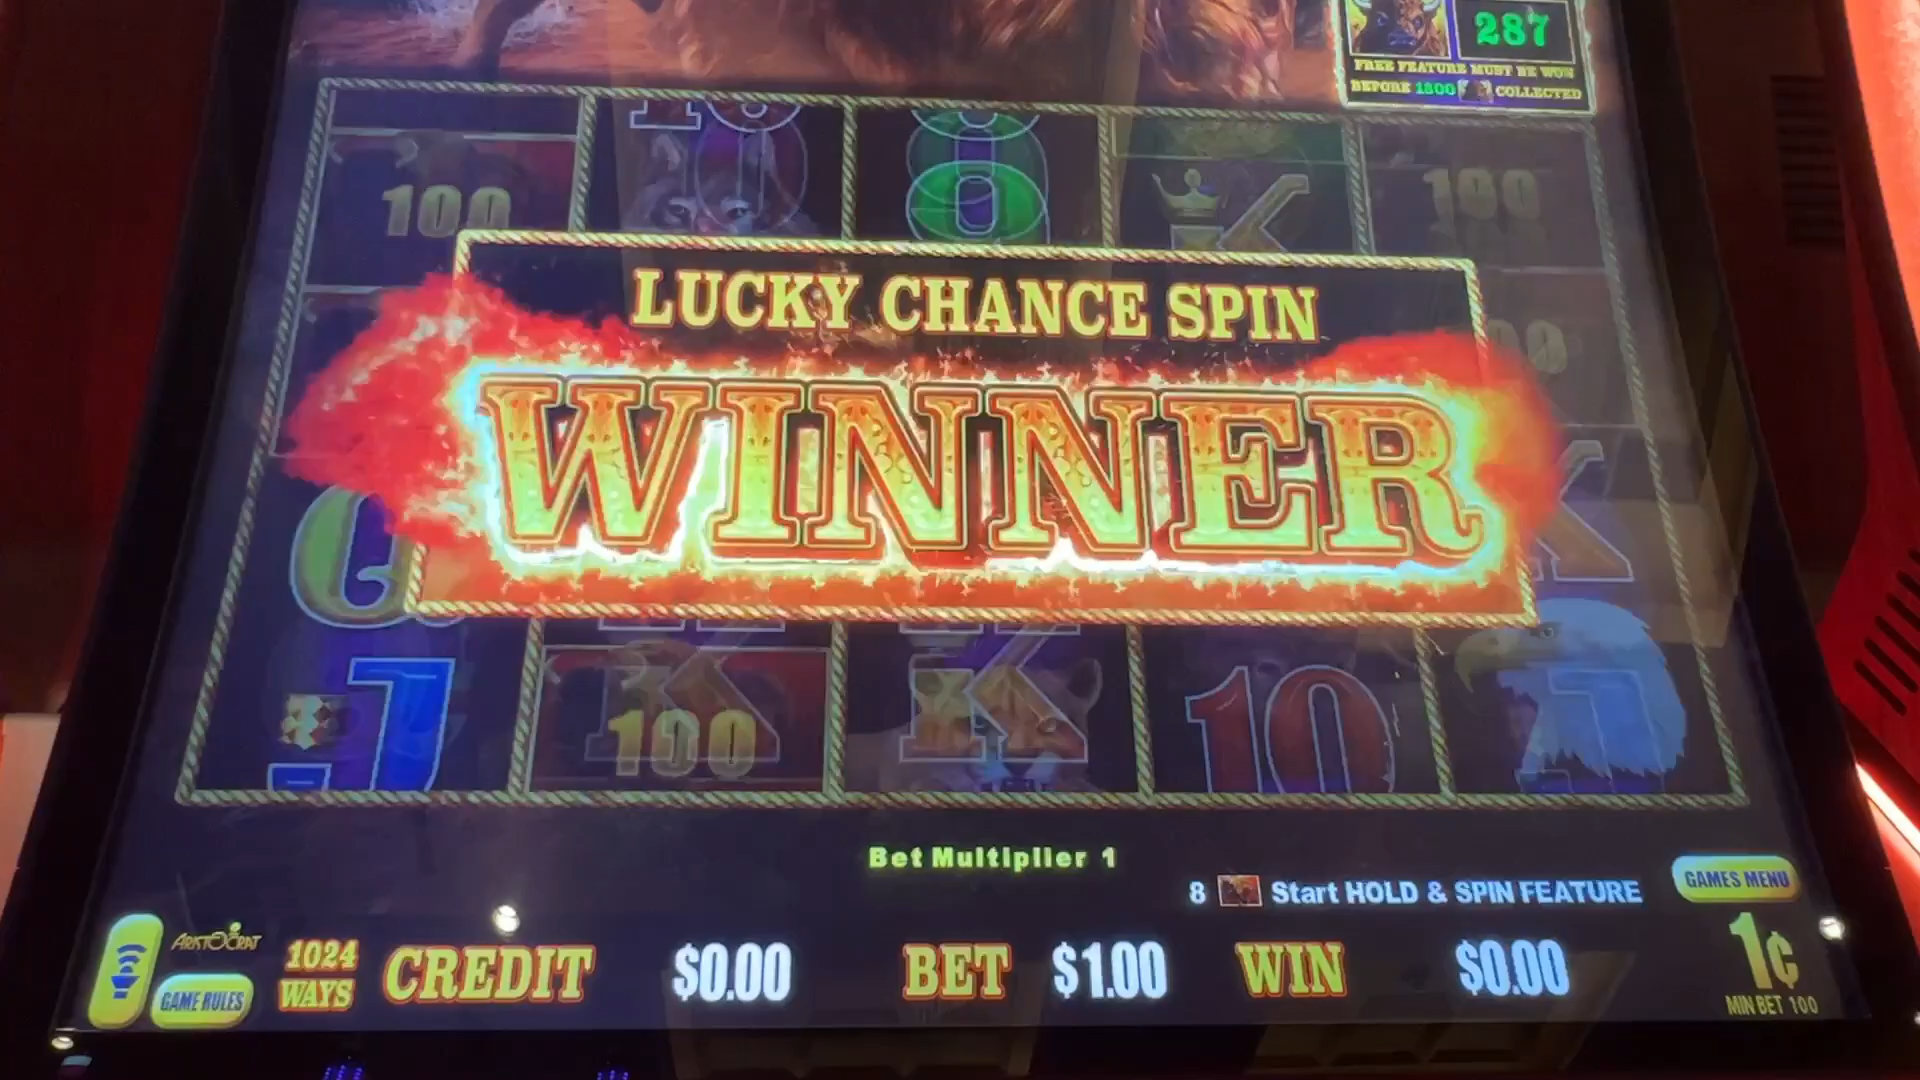 287
FREE FEATURE MUST BE WON
BEFORE 1800 COLLECTED
100
Q
K
LUCKY CHANCE SPIN
WINNER
Q
K
J
100
K
10
J
Bet Multiplier 1
8 Start HOLD & SPIN FEATURE
GAMES MENU
ARISTOCRAT
GAME RULES
1024
WAYS
CREDIT $0.00 BET $1.00 WIN $0.00
1¢
MIN BET 100